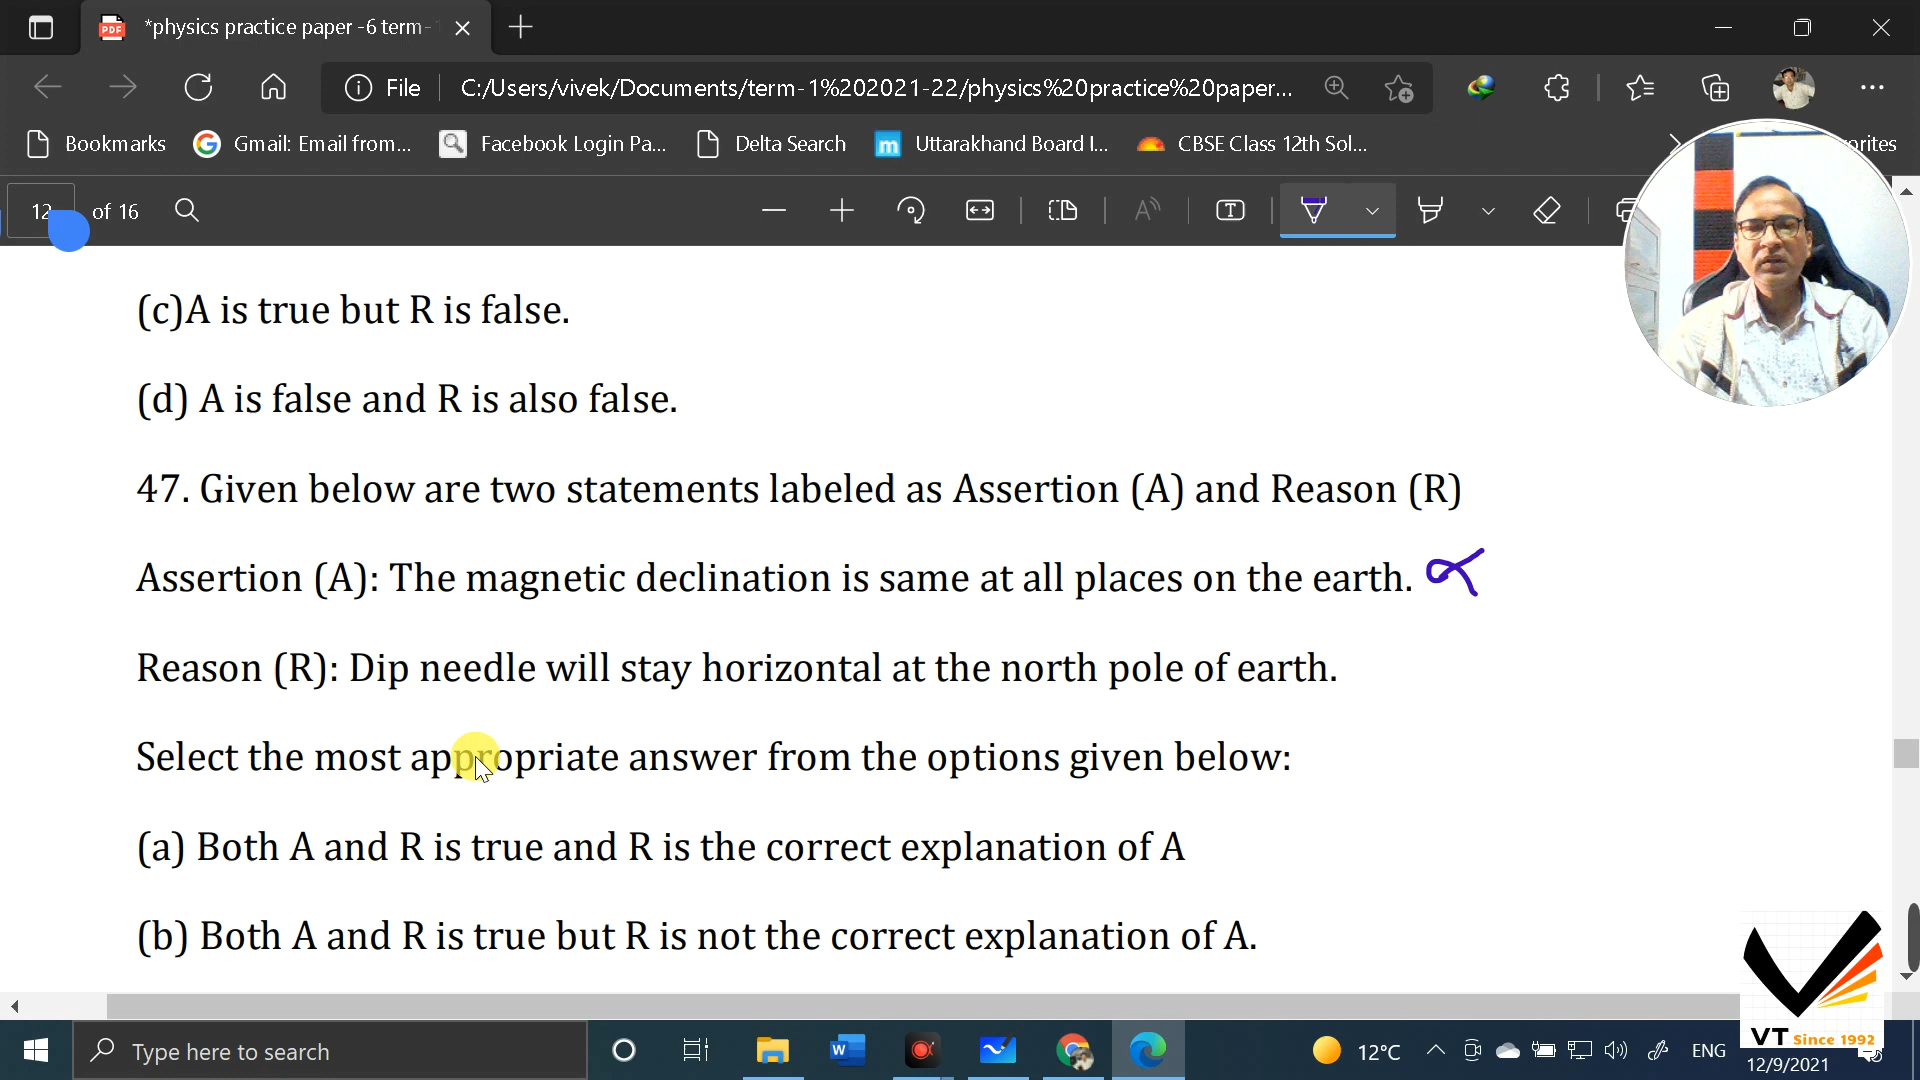 *physics practice paper -6 term-1
File
C:/Users/vivek/Documents/term-1%202021-22/physics%20practice%20paper...
Bookmarks
Gmail: Email from...
Facebook Login Pa...
Delta Search
Uttarakhand Board I...
CBSE Class 12th Sol...
orites
12 of 16
(c)A is true but R is false.
(d) A is false and R is also false.
47. Given below are two statements labeled as Assertion (A) and Reason (R)
Assertion (A): The magnetic declination is same at all places on the earth.
Reason (R): Dip needle will stay horizontal at the north pole of earth.
Select the most appropriate answer from the options given below:
(a) Both A and R is true and R is the correct explanation of A
(b) Both A and R is true but R is not the correct explanation of A.
VT Since 1992
Type here to search
12°C
ENG
12/9/2021